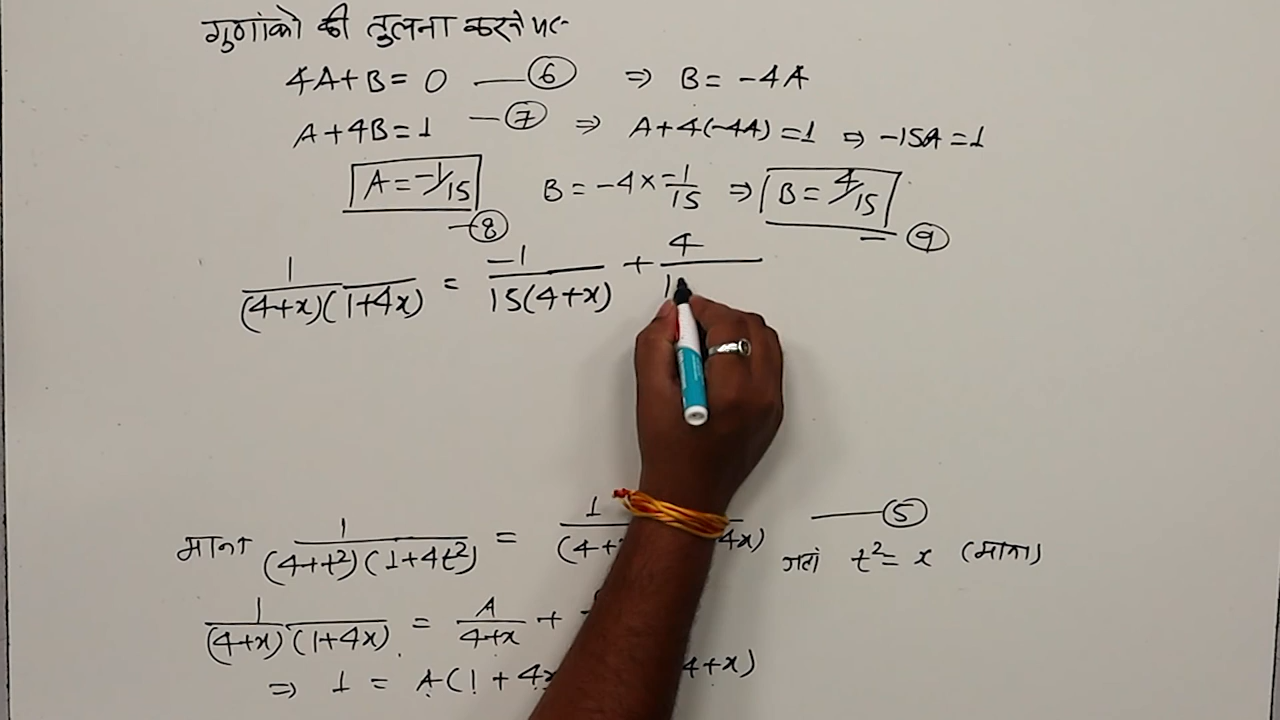 गुणांको की तुलना करने पर
4A+B= 0 —⑥ ⇒ B= -4A
A+4B=1 —⑦ ⇒ A+4(-4A)=1 ⇒ -15A=1
A=-1/15 —⑧ B=-4×-1/15 ⇒ B=4/15 —⑨
1/(4+x)(1+4x) = -1/15(4+x) + 4/1
माना 1/(4+t²)(1+4t²) = 1/(4+ 4x) —⑤ t²=x (माना)
1/(4+x)(1+4x) = A/4+x +
⇒ 1 = A(1+4x 4+x)